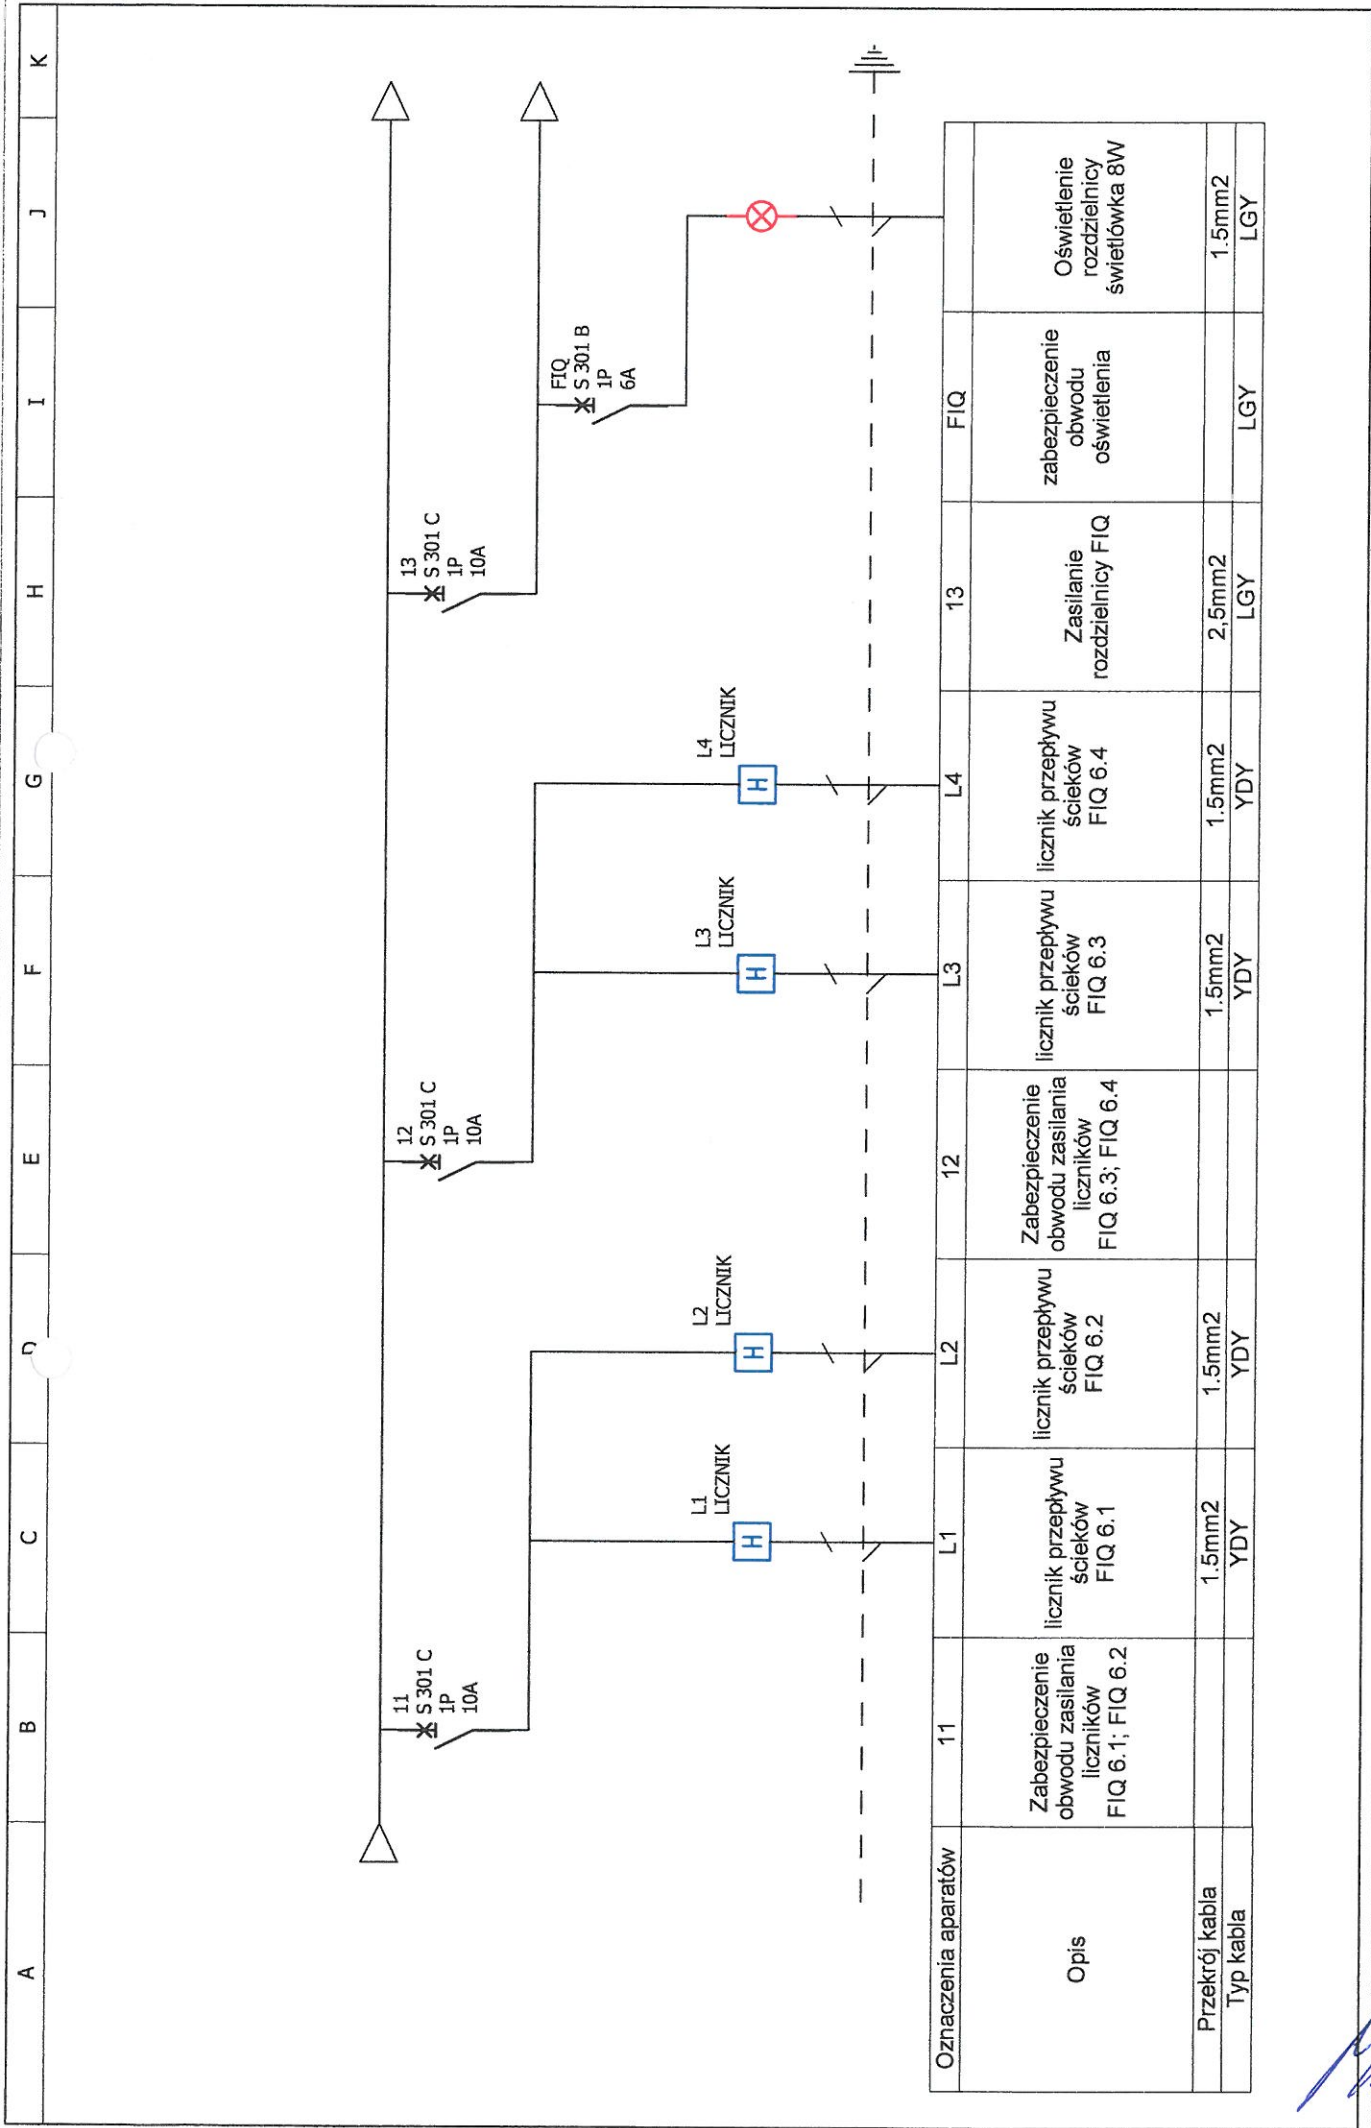 A
B
C
D
E
F
G
H
I
J
K
11
S 301 C
1P
10A
L1
LICZNIK
H
L2
LICZNIK
H
12
S 301 C
1P
10A
L3
LICZNIK
H
L4
LICZNIK
H
13
S 301 C
1P
10A
FIQ
S 301 B
1P
6A
Oznaczenia aparatów
11
L1
L2
12
L3
L4
13
FIQ
Opis
Zabezpieczenie
obwodu zasilania
liczników
FIQ 6.1; FIQ 6.2
licznik przepływu
ścieków
FIQ 6.1
licznik przepływu
ścieków
FIQ 6.2
Zabezpieczenie
obwodu zasilania
liczników
FIQ 6.3; FIQ 6.4
licznik przepływu
ścieków
FIQ 6.3
licznik przepływu
ścieków
FIQ 6.4
Zasilanie
rozdzielnicy FIQ
zabezpieczenie
obwodu
oświetlenia
Oświetlenie
rozdzielnicy
świetlówka 8W
Przekrój kabla
1.5mm2
1.5mm2
1.5mm2
1.5mm2
2,5mm2
1.5mm2
Typ kabla
YDY
YDY
YDY
YDY
LGY
LGY
LGY